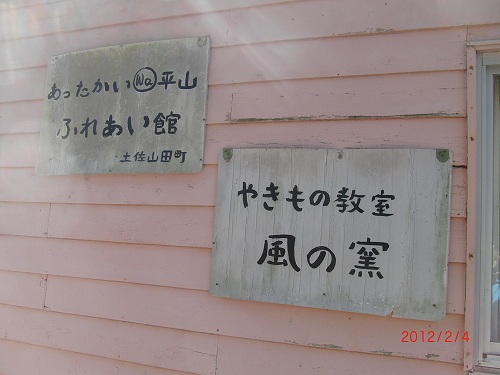 あったかいⓃⓐ平山
ふれあい館
土佐山田町
やきもの教室
風の窯
2012/2/4